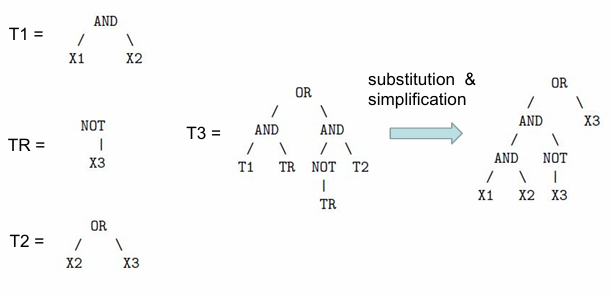 T1 =
AND
/ \
X1 X2
TR =
NOT
|
X3
T2 =
OR
/ \
X2 X3
T3 =
OR
/ \
AND AND
/ \ / \
T1 TR NOT T2
|
TR
substitution &
simplification
OR
/ \
AND X3
/ \
AND NOT
/ \ |
X1 X2 X3